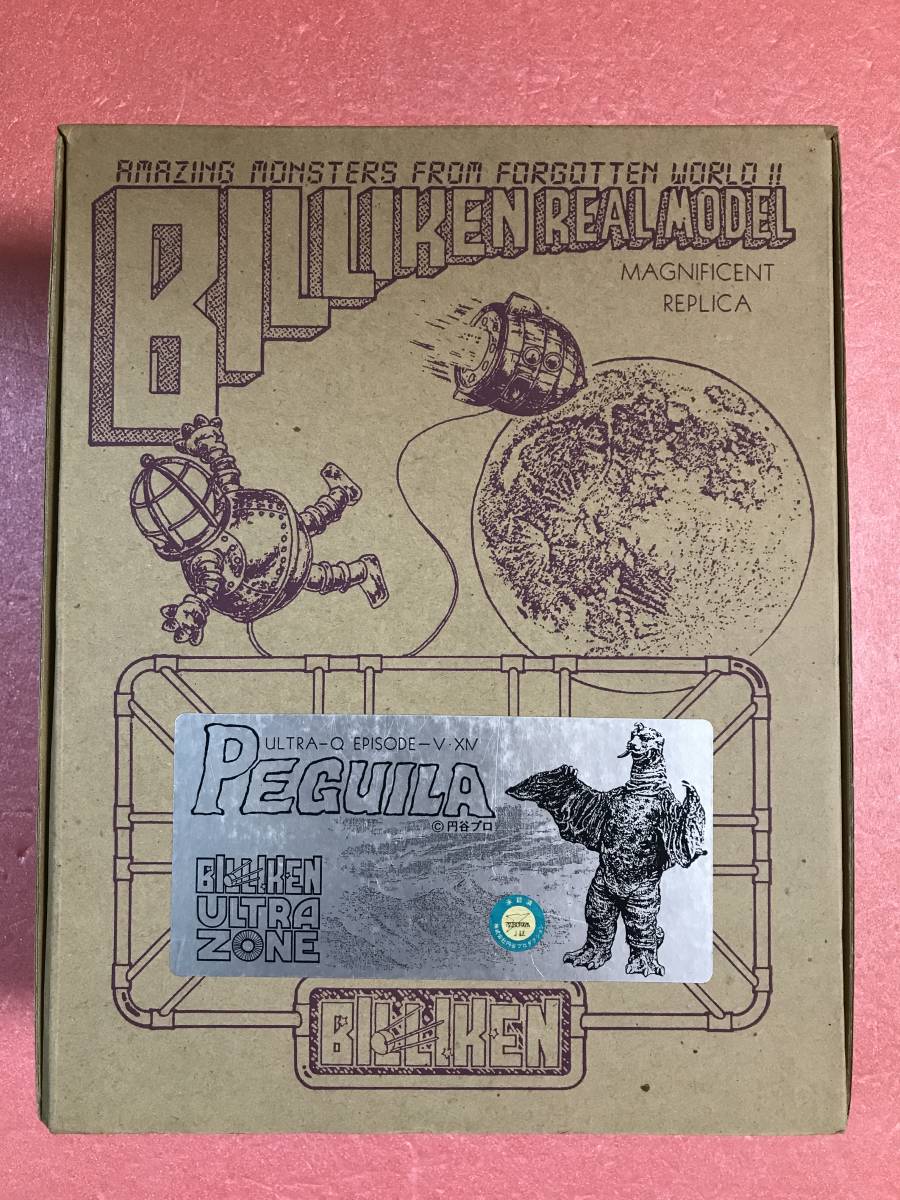 AMAZING MONSTERS FROM FORGOTTEN WORLD !!
BILLIKEN REAL MODEL
MAGNIFICENT
REPLICA
ULTRA-Q EPISODE-V·XIV
PEGUILA
©円谷プロ
BILLIKEN
ULTRA
ZONE
BILLIKEN